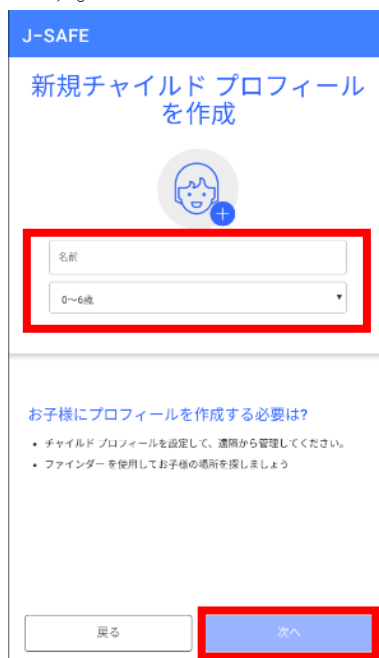 J-SAFE
新規チャイルド プロフィール
を作成
名前
0〜6歳
お子様にプロフィールを作成する必要は?
• チャイルド プロフィールを設定して、遠隔から管理してください。
• ファインダー を使用してお子様の場所を探しましょう
戻る
次へ